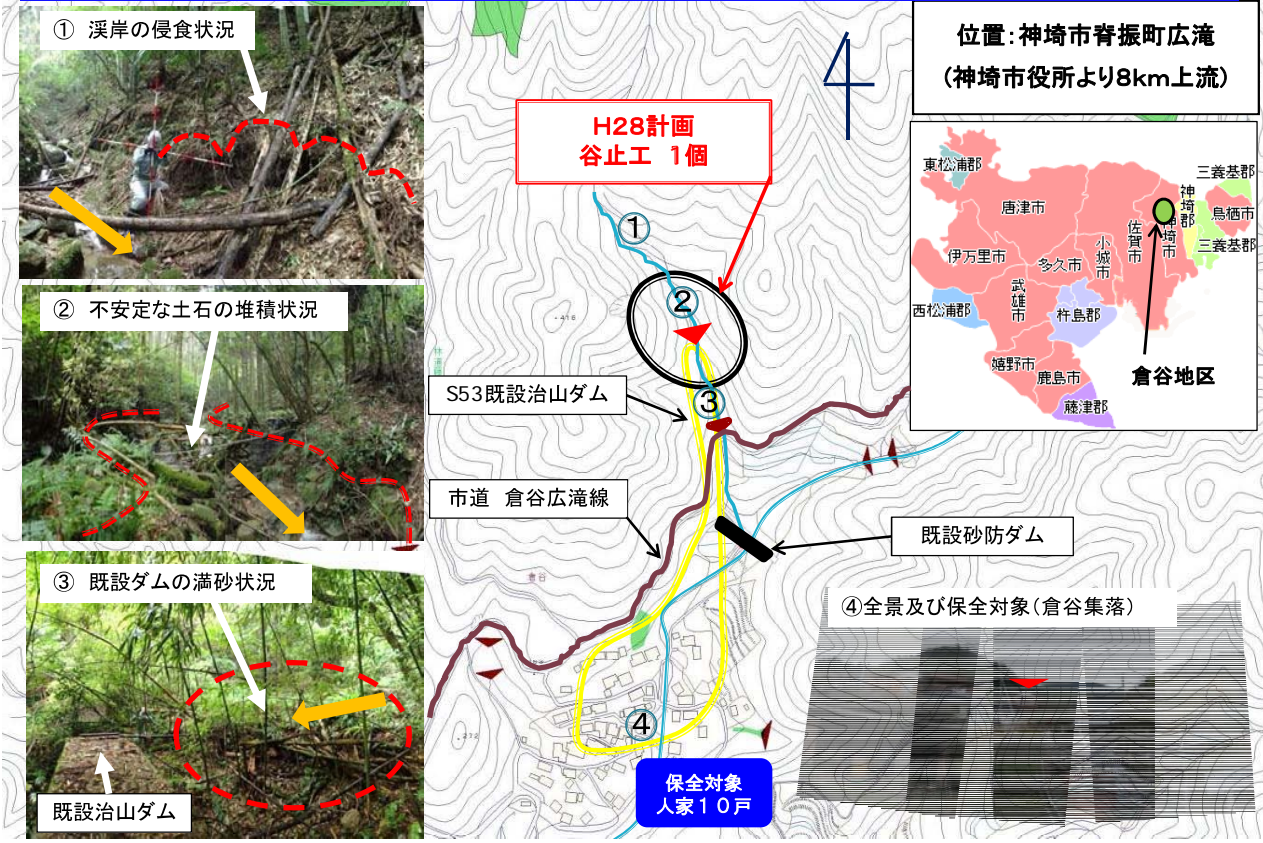 ① 渓岸の侵食状況
② 不安定な土石の堆積状況
③ 既設ダムの満砂状況
既設治山ダム
H28計画
谷止工 1個
①
②
③
④
・418
S53既設治山ダム
市道 倉谷広滝線
倉谷
・212
既設砂防ダム
保全対象
人家10戸
位置:神埼市脊振町広滝
(神埼市役所より8km上流)
東松浦郡
唐津市
三養基郡
神埼郡
鳥栖市
神埼市
佐賀市
小城市
三養基郡
伊万里市
多久市
武雄市
西松浦郡
杵島郡
嬉野市
鹿島市
藤津郡
倉谷地区
④全景及び保全対象(倉谷集落)